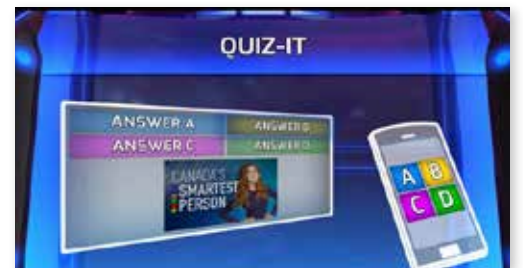 QUIZ-IT
ANSWER A ANSWER B
ANSWER C ANSWER D
CANADA'S
SMARTEST
PERSON
A B
C D